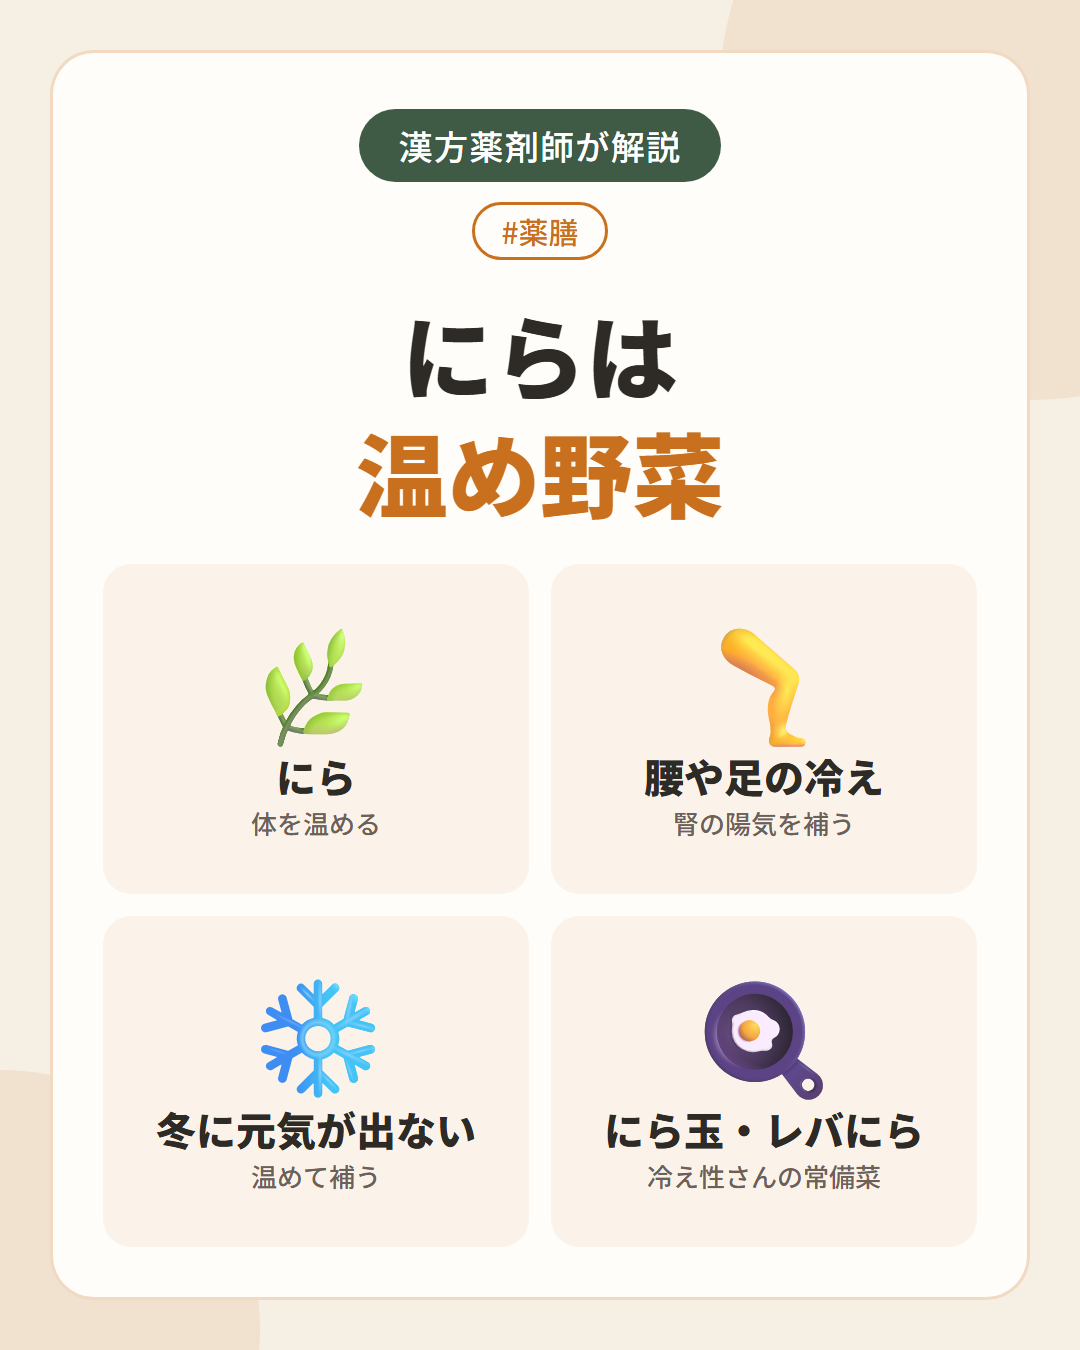 漢方薬剤師が解説
#薬膳
にらは
温め野菜
にら
体を温める
腰や足の冷え
腎の陽気を補う
冬に元気が出ない
温めて補う
にら玉・レバにら
冷え性さんの常備菜